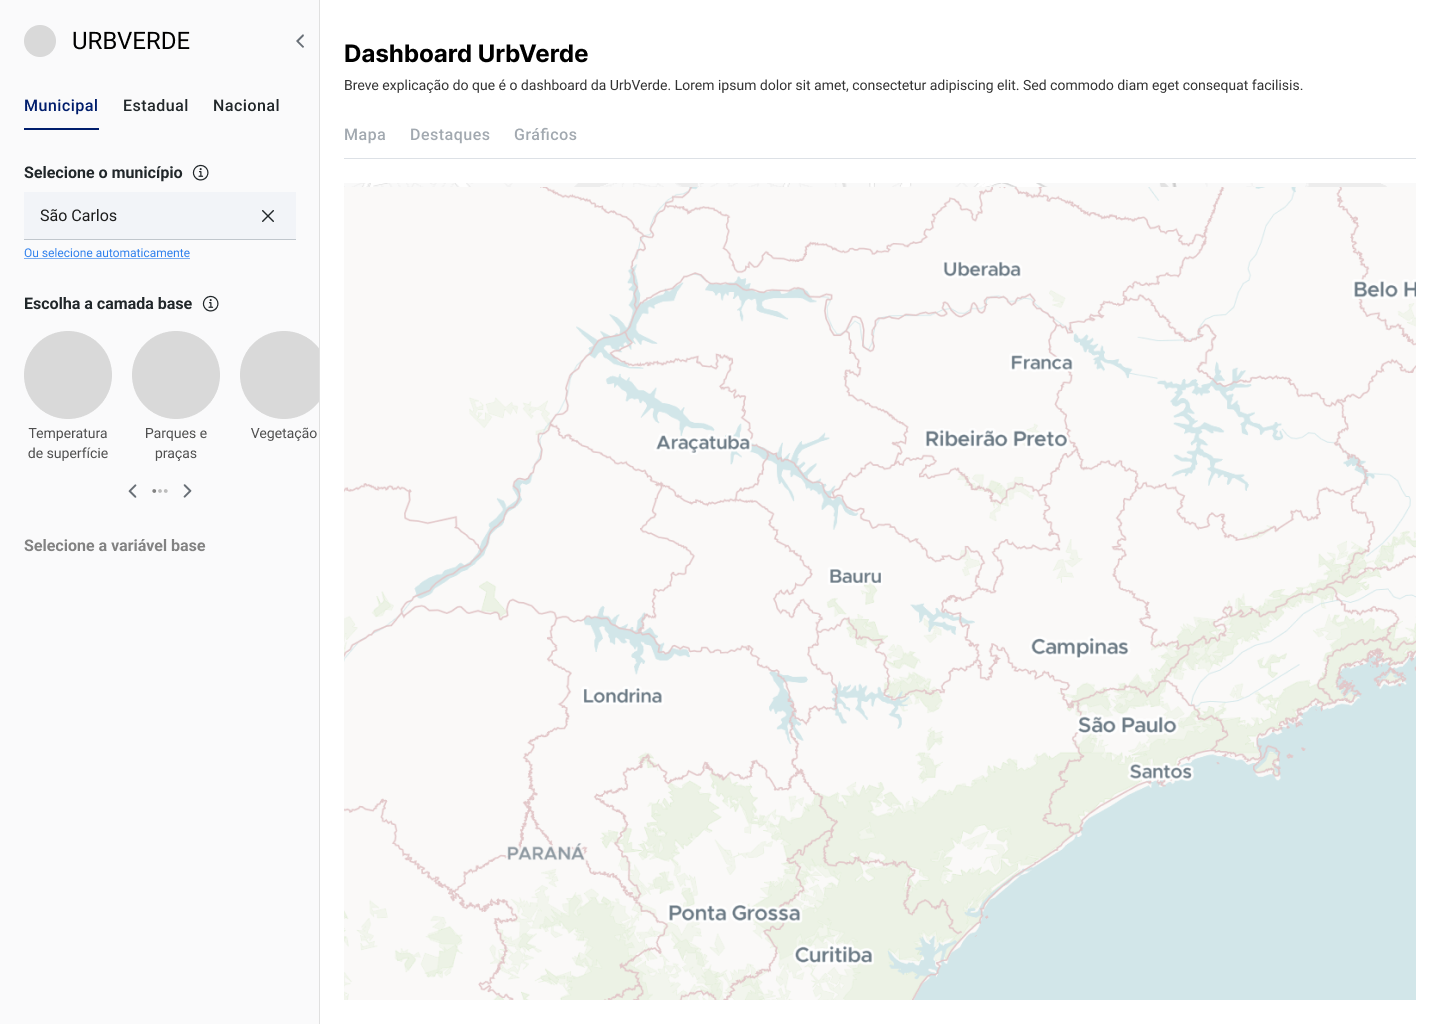 URBVERDE
Municipal Estadual Nacional
Selecione o município
São Carlos
Ou selecione automaticamente
Escolha a camada base
Temperatura
de superfície
Parques e
praças
Vegetação
Selecione a variável base
Dashboard UrbVerde
Breve explicação do que é o dashboard da UrbVerde. Lorem ipsum dolor sit amet, consectetur adipiscing elit. Sed commodo diam eget consequat facilisis.
Mapa Destaques Gráficos
Uberaba
Belo H
Franca
Ribeirão Preto
Araçatuba
Bauru
Campinas
Londrina
São Paulo
Santos
PARANÁ
Ponta Grossa
Curitiba